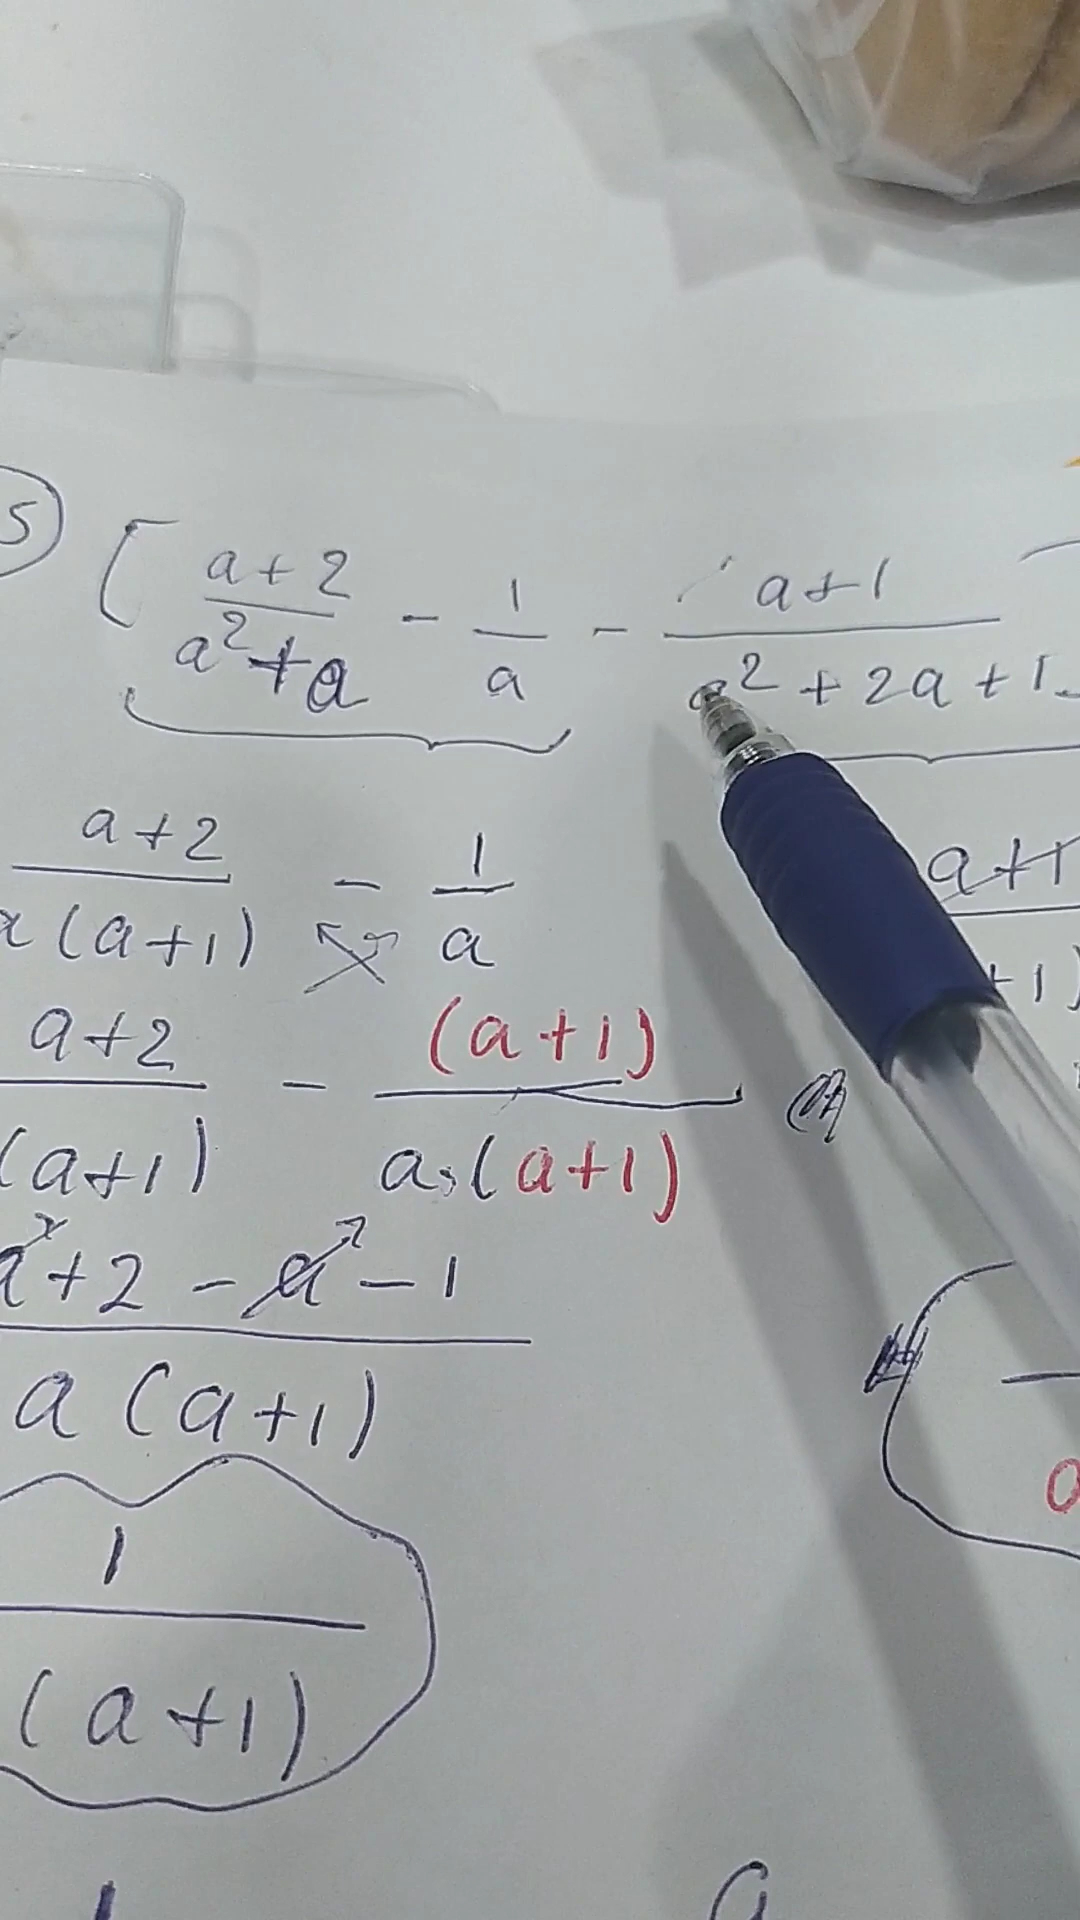 5
[ a+2 / a²+a - 1 / a - a+1 / a²+2a+1
a+2 / (a+1) - 1 / a
a+1
+1)
a+2 / (a+1) - (a+1) / a·(a+1)
a+2-a-1 / a(a+1)
1 / (a+1)
a